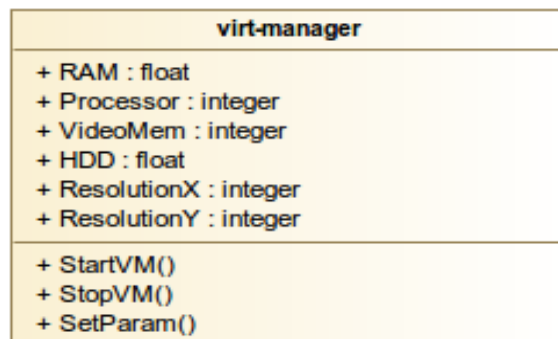 virt-manager
+ RAM : float
+ Processor : integer
+ VideoMem : integer
+ HDD : float
+ ResolutionX : integer
+ ResolutionY : integer
+ StartVM()
+ StopVM()
+ SetParam()